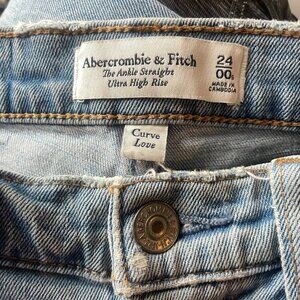 Abercrombie & Fitch
The Ankle Straight
Ultra High Rise
24
00S
MADE IN
CAMBODIA
Curve
Love